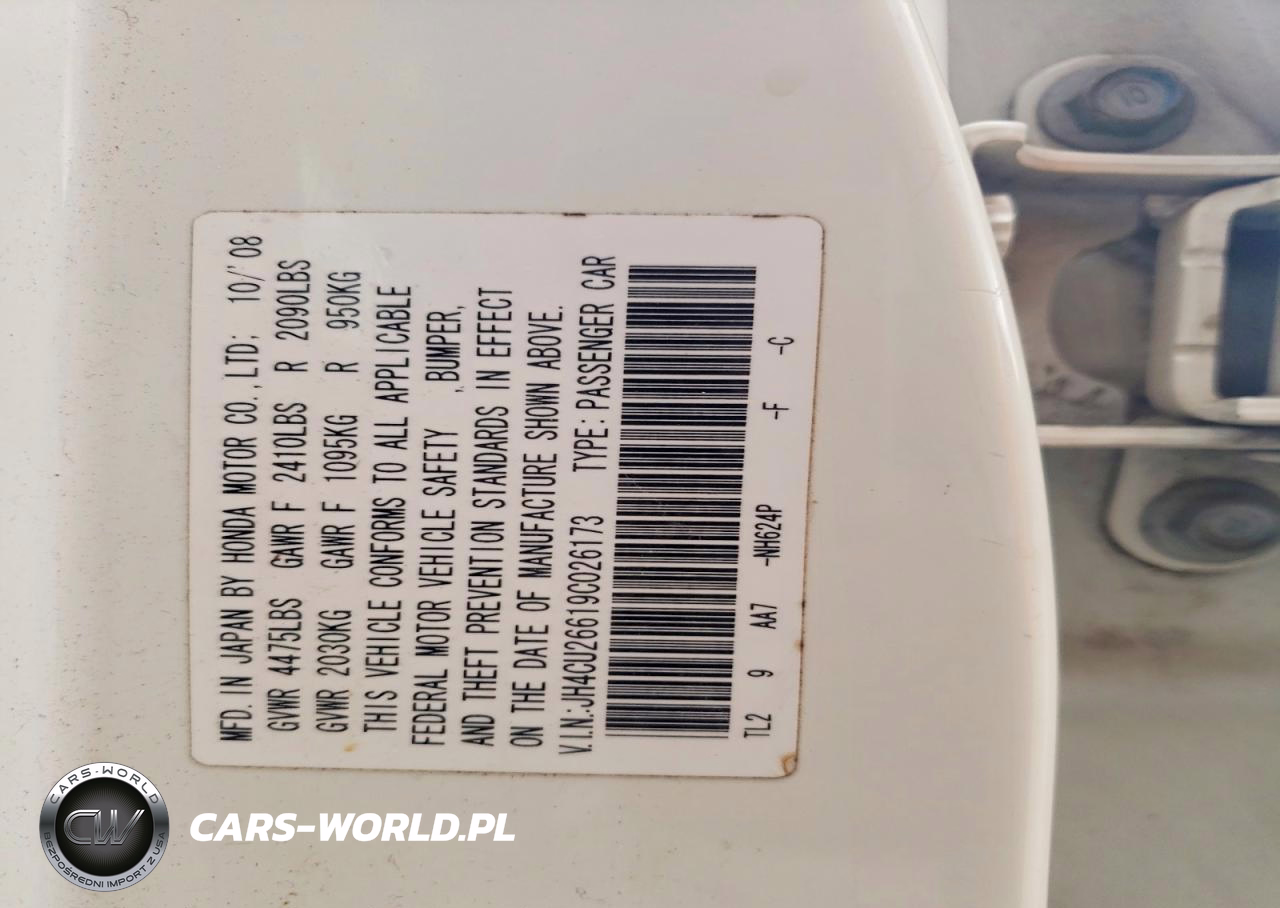 MFD. IN JAPAN BY HONDA MOTOR CO., LTD; 10/'08
GVWR 4475LBS GAWR F 2410LBS R 2090LBS
GVWR 2030KG GAWR F 1095KG R 950KG
THIS VEHICLE CONFORMS TO ALL APPLICABLE
FEDERAL MOTOR VEHICLE SAFETY , BUMPER,
AND THEFT PREVENTION STANDARDS IN EFFECT
ON THE DATE OF MANUFACTURE SHOWN ABOVE.
V.I.N.:JH4CU26619C026173 TYPE: PASSENGER CAR
TL2 9 AA7 -NH624P -F -C
10
CARS-WORLD
CW
BEZPOŚREDNI IMPORT Z USA
CARS-WORLD.PL